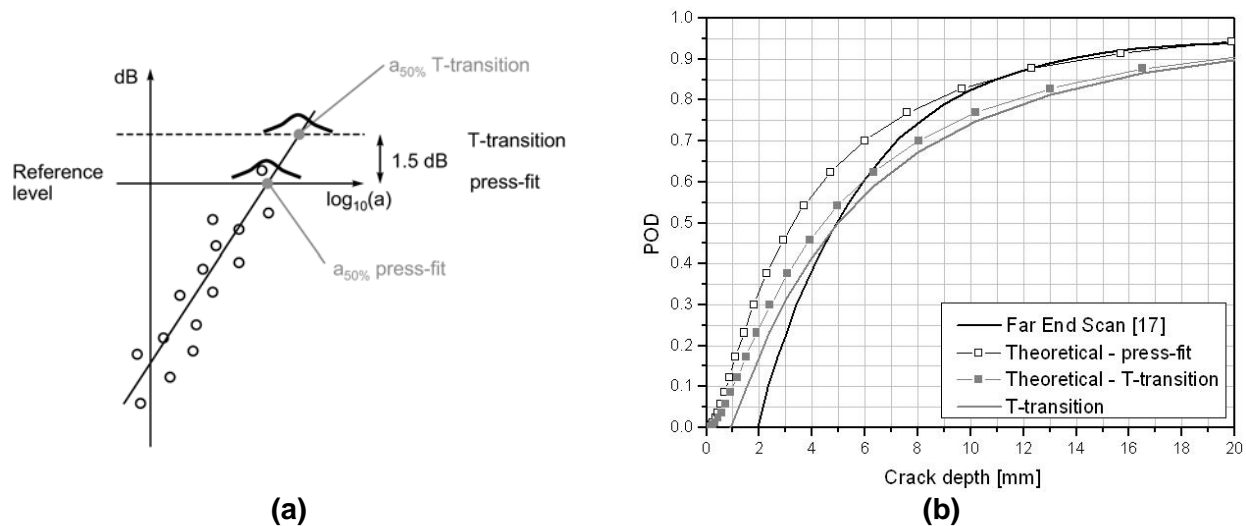 dB
a50% T-transition
T-transition
1.5 dB
Reference
level
press-fit
log10(a)
a50% press-fit
(a)
1.0
0.9
0.8
0.7
0.6
0.5
0.4
0.3
0.2
0.1
0.0
POD
Far End Scan [17]
Theoretical - press-fit
Theoretical - T-transition
T-transition
0 2 4 6 8 10 12 14 16 18 20
Crack depth [mm]
(b)